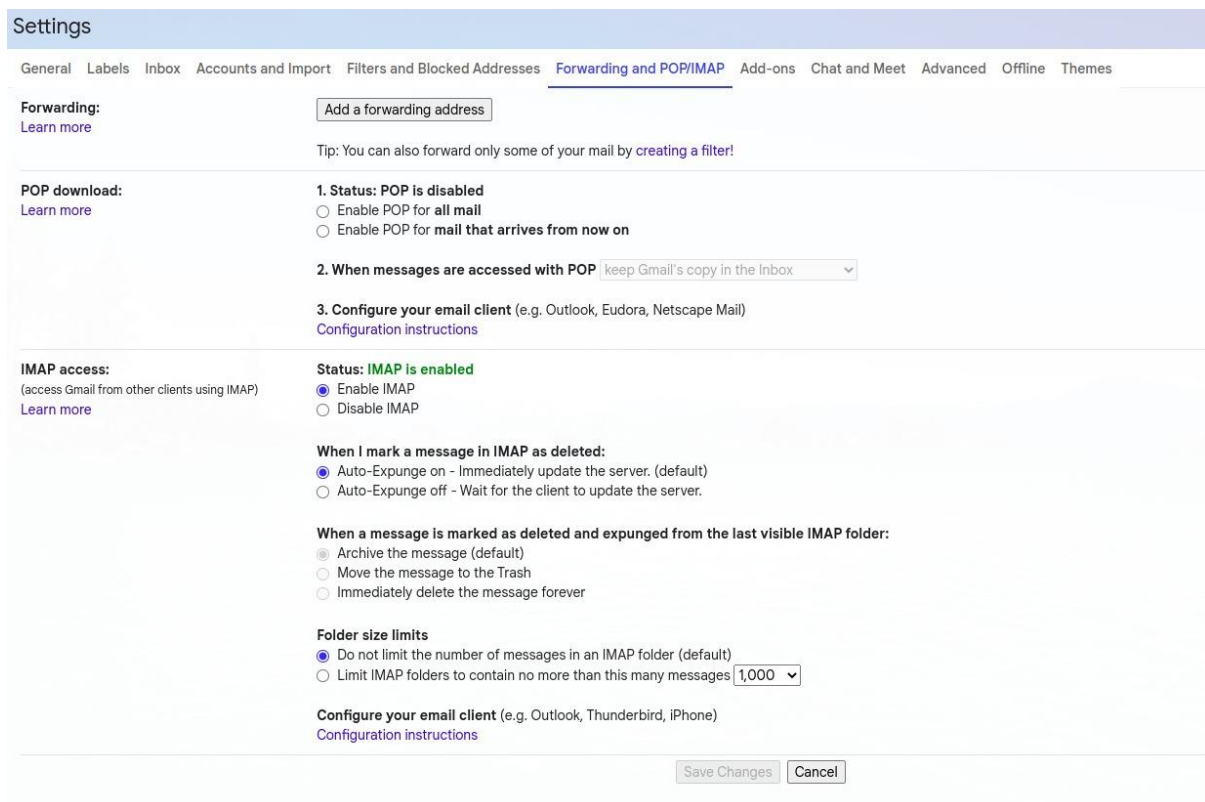 Settings
General Labels Inbox Accounts and Import Filters and Blocked Addresses Forwarding and POP/IMAP Add-ons Chat and Meet Advanced Offline Themes
Forwarding:
Learn more
Add a forwarding address
Tip: You can also forward only some of your mail by creating a filter!
POP download:
Learn more
1. Status: POP is disabled
Enable POP for all mail
Enable POP for mail that arrives from now on
2. When messages are accessed with POP keep Gmail's copy in the Inbox
3. Configure your email client (e.g. Outlook, Eudora, Netscape Mail)
Configuration instructions
IMAP access:
(access Gmail from other clients using IMAP)
Learn more
Status: IMAP is enabled
Enable IMAP
Disable IMAP
When I mark a message in IMAP as deleted:
Auto-Expunge on - Immediately update the server. (default)
Auto-Expunge off - Wait for the client to update the server.
When a message is marked as deleted and expunged from the last visible IMAP folder:
Archive the message (default)
Move the message to the Trash
Immediately delete the message forever
Folder size limits
Do not limit the number of messages in an IMAP folder (default)
Limit IMAP folders to contain no more than this many messages 1,000
Configure your email client (e.g. Outlook, Thunderbird, iPhone)
Configuration instructions
Save Changes Cancel